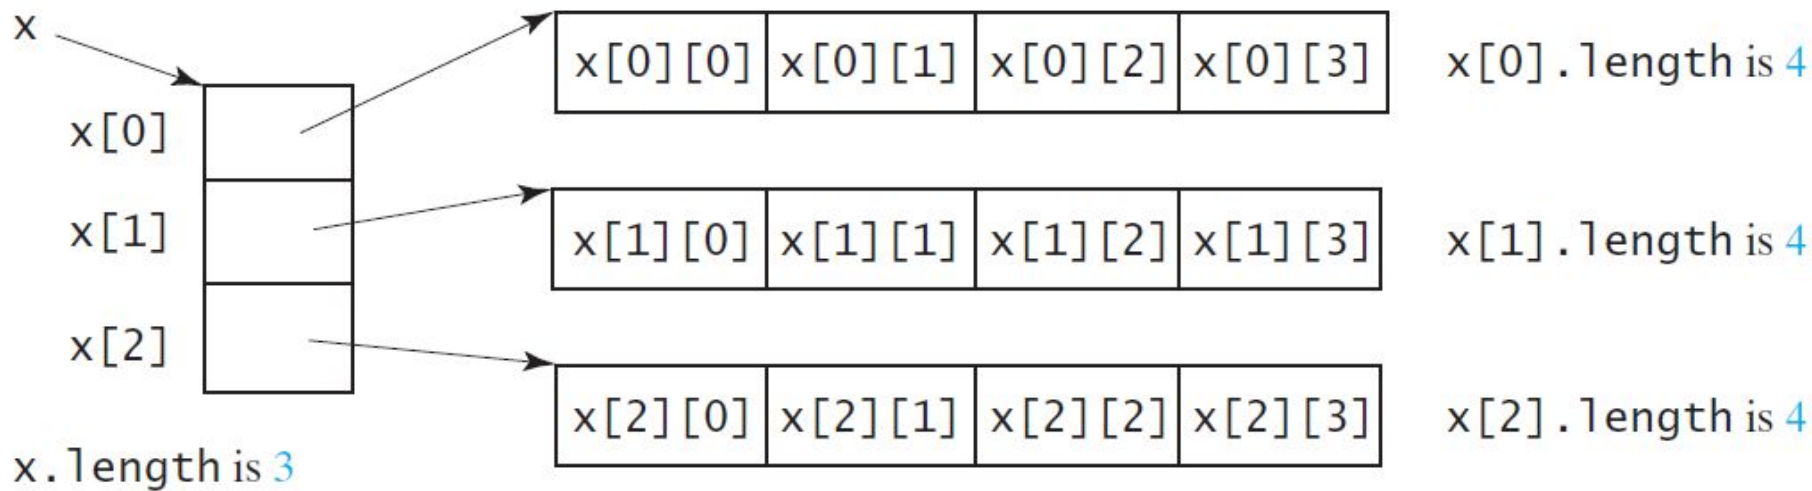 x
x[0][0] x[0][1] x[0][2] x[0][3] x[0].length is 4
x[0]
x[1]
x[1][0] x[1][1] x[1][2] x[1][3] x[1].length is 4
x[2]
x[2][0] x[2][1] x[2][2] x[2][3] x[2].length is 4
x.length is 3